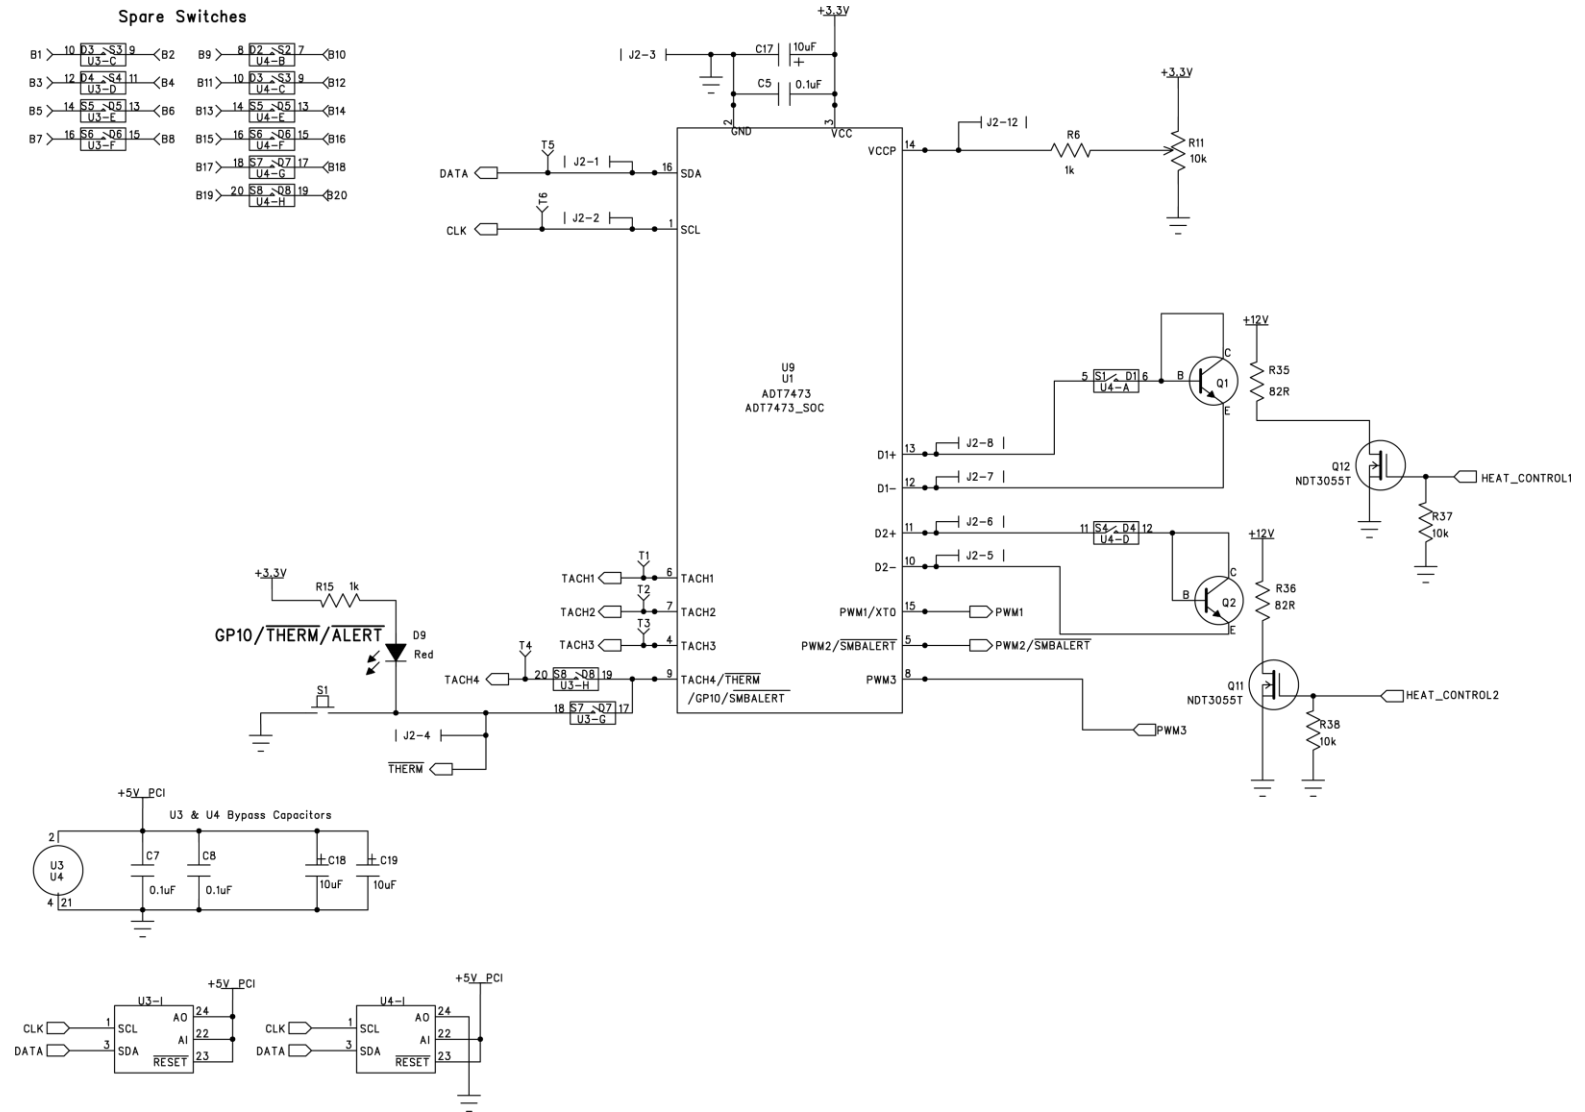 Spare Switches
B1 10 D3 S3 9 B2
U3-C
B3 12 D4 S4 11 B4
U3-D
B5 14 S5 D5 13 B6
U3-E
B7 16 S6 D6 15 B8
U3-F
B9 8 D2 S2 7 B10
U4-B
B11 10 D3 S3 9 B12
U4-C
B13 14 S5 D5 13 B14
U4-E
B15 16 S6 D6 15 B16
U4-F
B17 18 S7 D7 17 B18
U4-G
B19 20 S8 D8 19 B20
U4-H
+3.3V
J2-3
C17 10uF
+
C5 0.1uF
2 3
GND VCC
+3.3V
J2-12
VCCP 14
R6
1k
R11
10k
T5
J2-1
DATA 16 SDA
T6
J2-2
CLK 1 SCL
U9
U1
ADT7473
ADT7473_SOC
+12V
C
5 S1 D1 6 B Q1
U4-A
E
R35
82R
D1+ 13 J2-8
D1- 12 J2-7
Q12
NDT3055T
HEAT_CONTROL1
R37
10k
D2+ 11 J2-6
11 S4 D4 12
U4-D
D2- 10 J2-5
+12V
C
B Q2
E
R36
82R
Q11
NDT3055T
HEAT_CONTROL2
R38
10k
T1
TACH1 6 TACH1
T2
TACH2 7 TACH2
T3
TACH3 4 TACH3
T4
TACH4 20 S8 D8 19 9 TACH4/THERM
U3-H
/GP10/SMBALERT
PWM1/XTO 15 PWM1
PWM2/SMBALERT 5 PWM2/SMBALERT
PWM3 8
PWM3
+3.3V
R15 1k
GP10/THERM/ALERT
D9
Red
S1
18 S7 D7 17
U3-G
J2-4
THERM
+5V PCI
U3 & U4 Bypass Capacitors
2
U3
U4
4 21
C7
0.1uF
C8
0.1uF
+ C18
10uF
+ C19
10uF
+5V PCI
U3-I
CLK 1 SCL
DATA 3 SDA
AO 24
AI 22
RESET 23
+5V PCI
U4-I
CLK 1 SCL
DATA 3 SDA
AO 24
AI 22
RESET 23